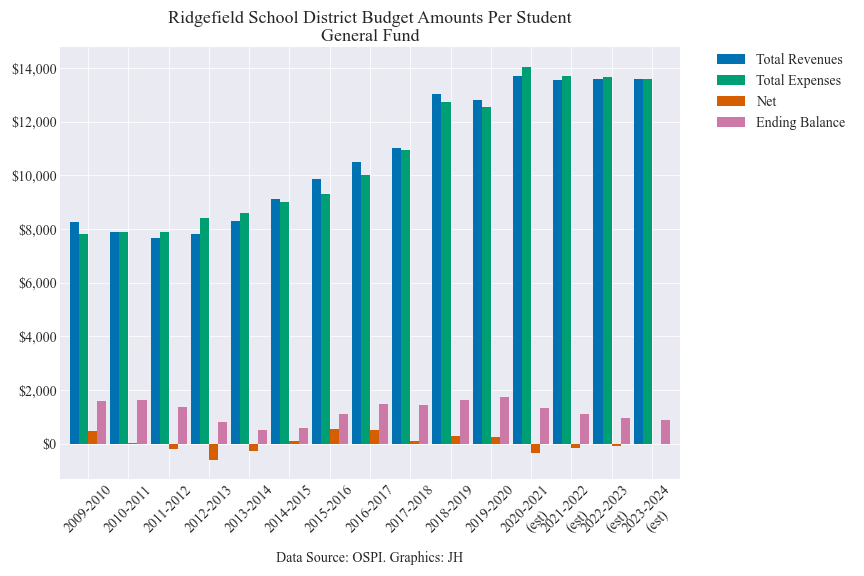 Ridgefield School District Budget Amounts Per Student
General Fund
Total Revenues
Total Expenses
Net
Ending Balance
$14,000
$12,000
$10,000
$8,000
$6,000
$4,000
$2,000
$0
2009-2010
2010-2011
2011-2012
2012-2013
2013-2014
2014-2015
2015-2016
2016-2017
2017-2018
2018-2019
2019-2020
2020-2021
(est)
2021-2022
(est)
2022-2023
(est)
2023-2024
(est)
Data Source: OSPI. Graphics: JH